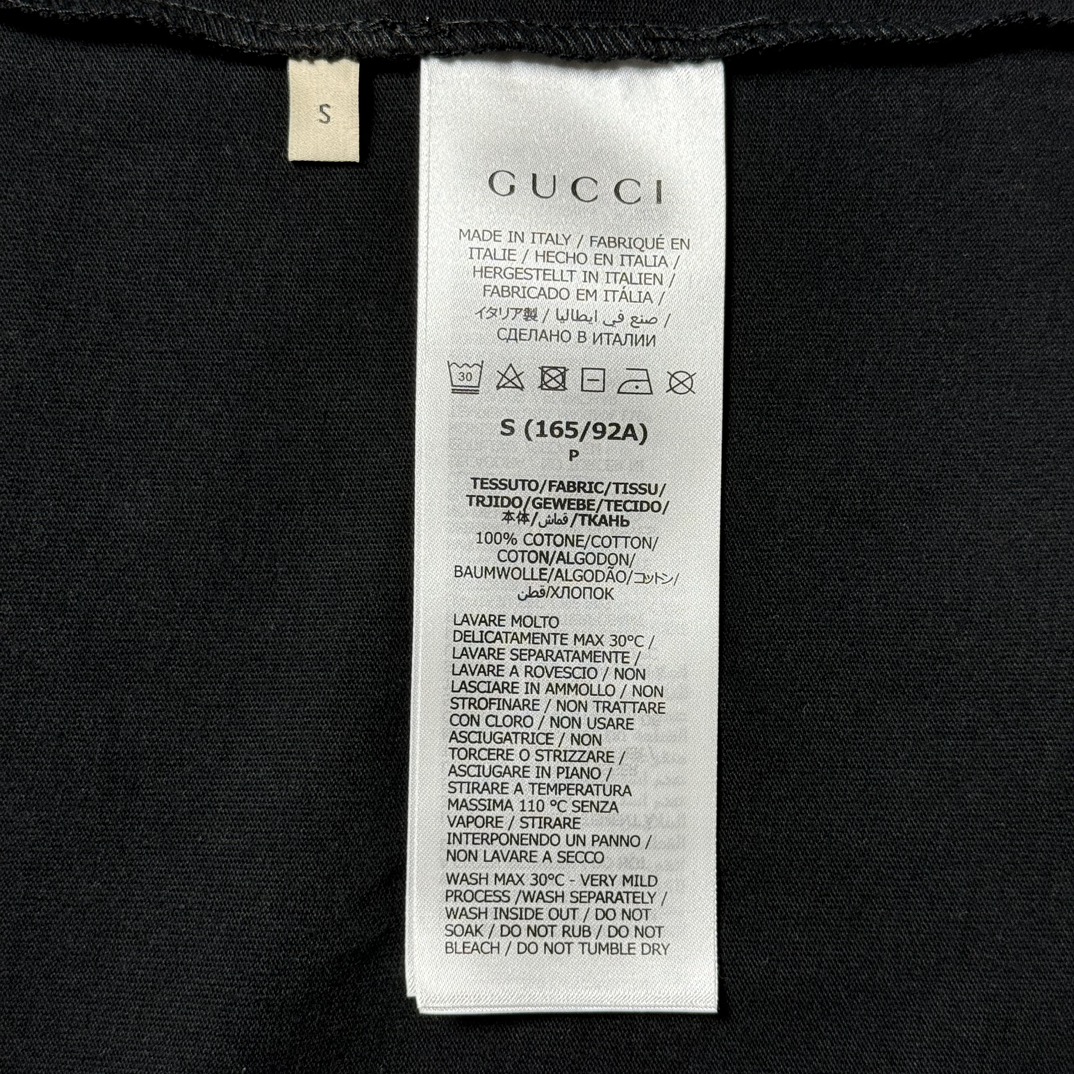 S
GUCCI
MADE IN ITALY / FABRIQUÉ EN
ITALIE / HECHO EN ITALIA /
HERGESTELLT IN ITALIEN /
FABRICADO EM ITÁLIA /
イタリア製 / صنع في ايطاليا /
СДЕЛАНО В ИТАЛИИ
30
S (165/92A)
P
TESSUTO/FABRIC/TISSU/
TRJIDO/GEWEBE/TECIDO/
本体/قماش/ТКАНЬ
100% COTONE/COTTON/
COTON/ALGODON/
BAUMWOLLE/ALGODÃO/コットン/
قطن/ХЛОПОК
LAVARE MOLTO
DELICATAMENTE MAX 30°C /
LAVARE SEPARATAMENTE /
LAVARE A ROVESCIO / NON
LASCIARE IN AMMOLLO / NON
STROFINARE / NON TRATTARE
CON CLORO / NON USARE
ASCIUGATRICE / NON
TORCERE O STRIZZARE /
ASCIUGARE IN PIANO /
STIRARE A TEMPERATURA
MASSIMA 110 °C SENZA
VAPORE / STIRARE
INTERPONENDO UN PANNO /
NON LAVARE A SECCO
WASH MAX 30°C - VERY MILD
PROCESS /WASH SEPARATELY /
WASH INSIDE OUT / DO NOT
SOAK / DO NOT RUB / DO NOT
BLEACH / DO NOT TUMBLE DRY